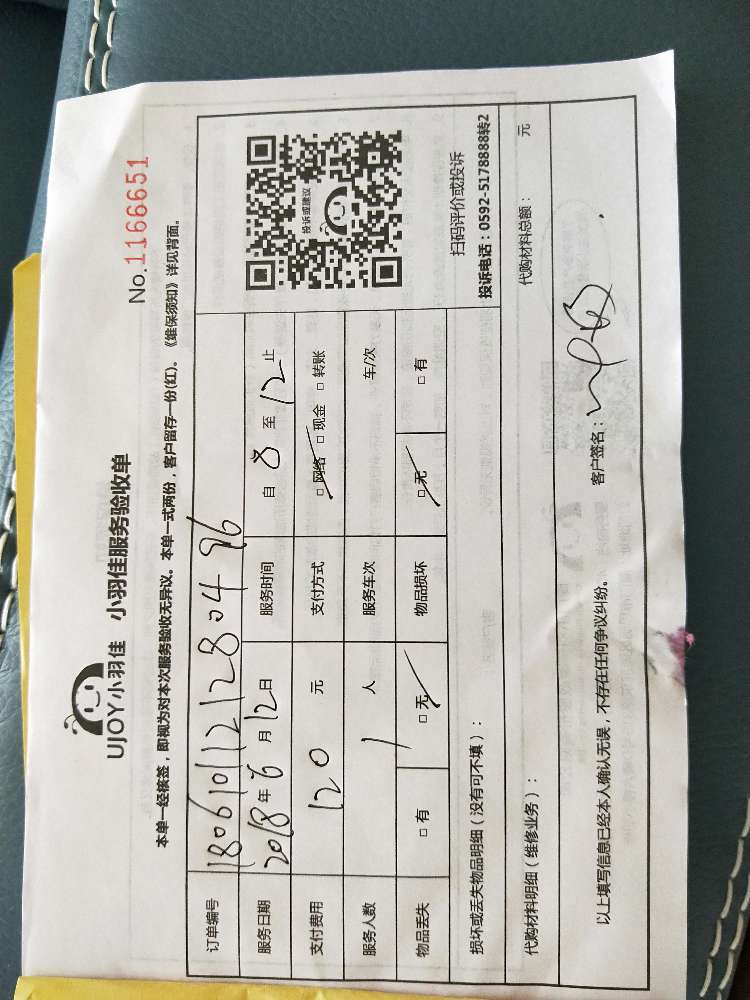 UJOY小羽佳 小羽佳服务验收单
No.11666651
本单一经核签，即视为对本次服务验收无异议。本单一式两份，客户留存一份(红)。《维保须知》详见背面。
订单编号 180610112128 0496
服务日期 2018年6月12日 服务时间 自 8 至 12 止
支付费用 120 元 支付方式 □网络 □现金 □转账
服务人数 1 人 服务车次 车/次
物品丢失 □有 □无 物品损坏 □无 □有
投诉或建议
扫码评价或投诉
投诉电话：0592-5178888转2
损坏或丢失物品明细（没有可不填）：
代购材料明细（维修业务）： 代购材料总额： 元
以上填写信息已经本人确认无误，不存在任何争议纠纷。 客户签名：